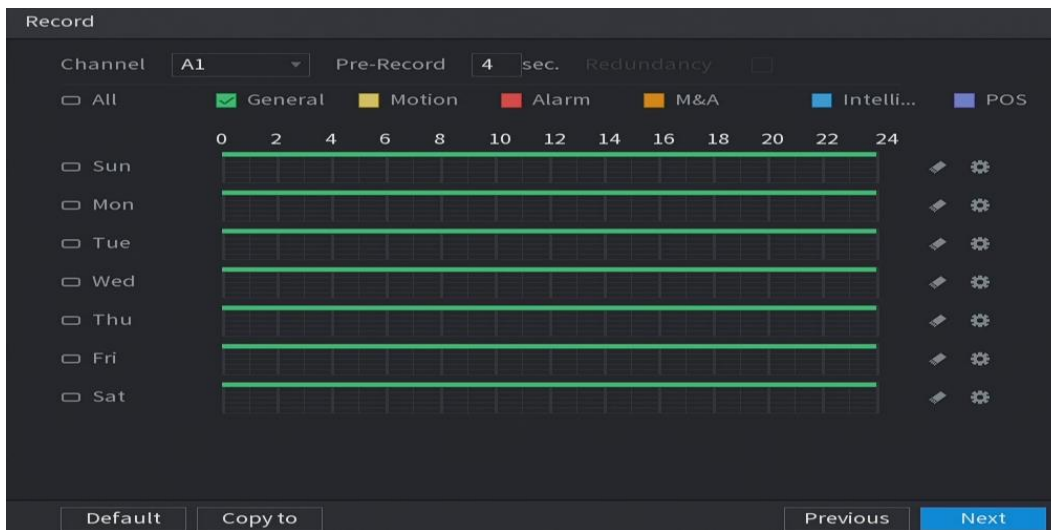 Record
Channel A1 Pre-Record 4 sec. Redundancy
All General Motion Alarm M&A Intelli... POS
0 2 4 6 8 10 12 14 16 18 20 22 24
Sun
Mon
Tue
Wed
Thu
Fri
Sat
Default Copy to Previous Next